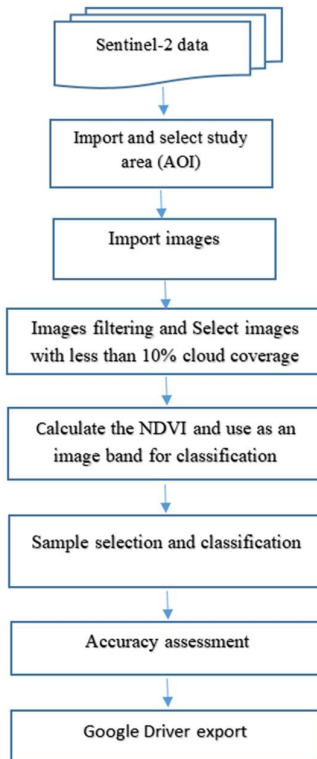 Sentinel-2 data
Import and select study
area (AOI)
Import images
Images filtering and Select images
with less than 10% cloud coverage
Calculate the NDVI and use as an
image band for classification
Sample selection and classification
Accuracy assessment
Google Driver export